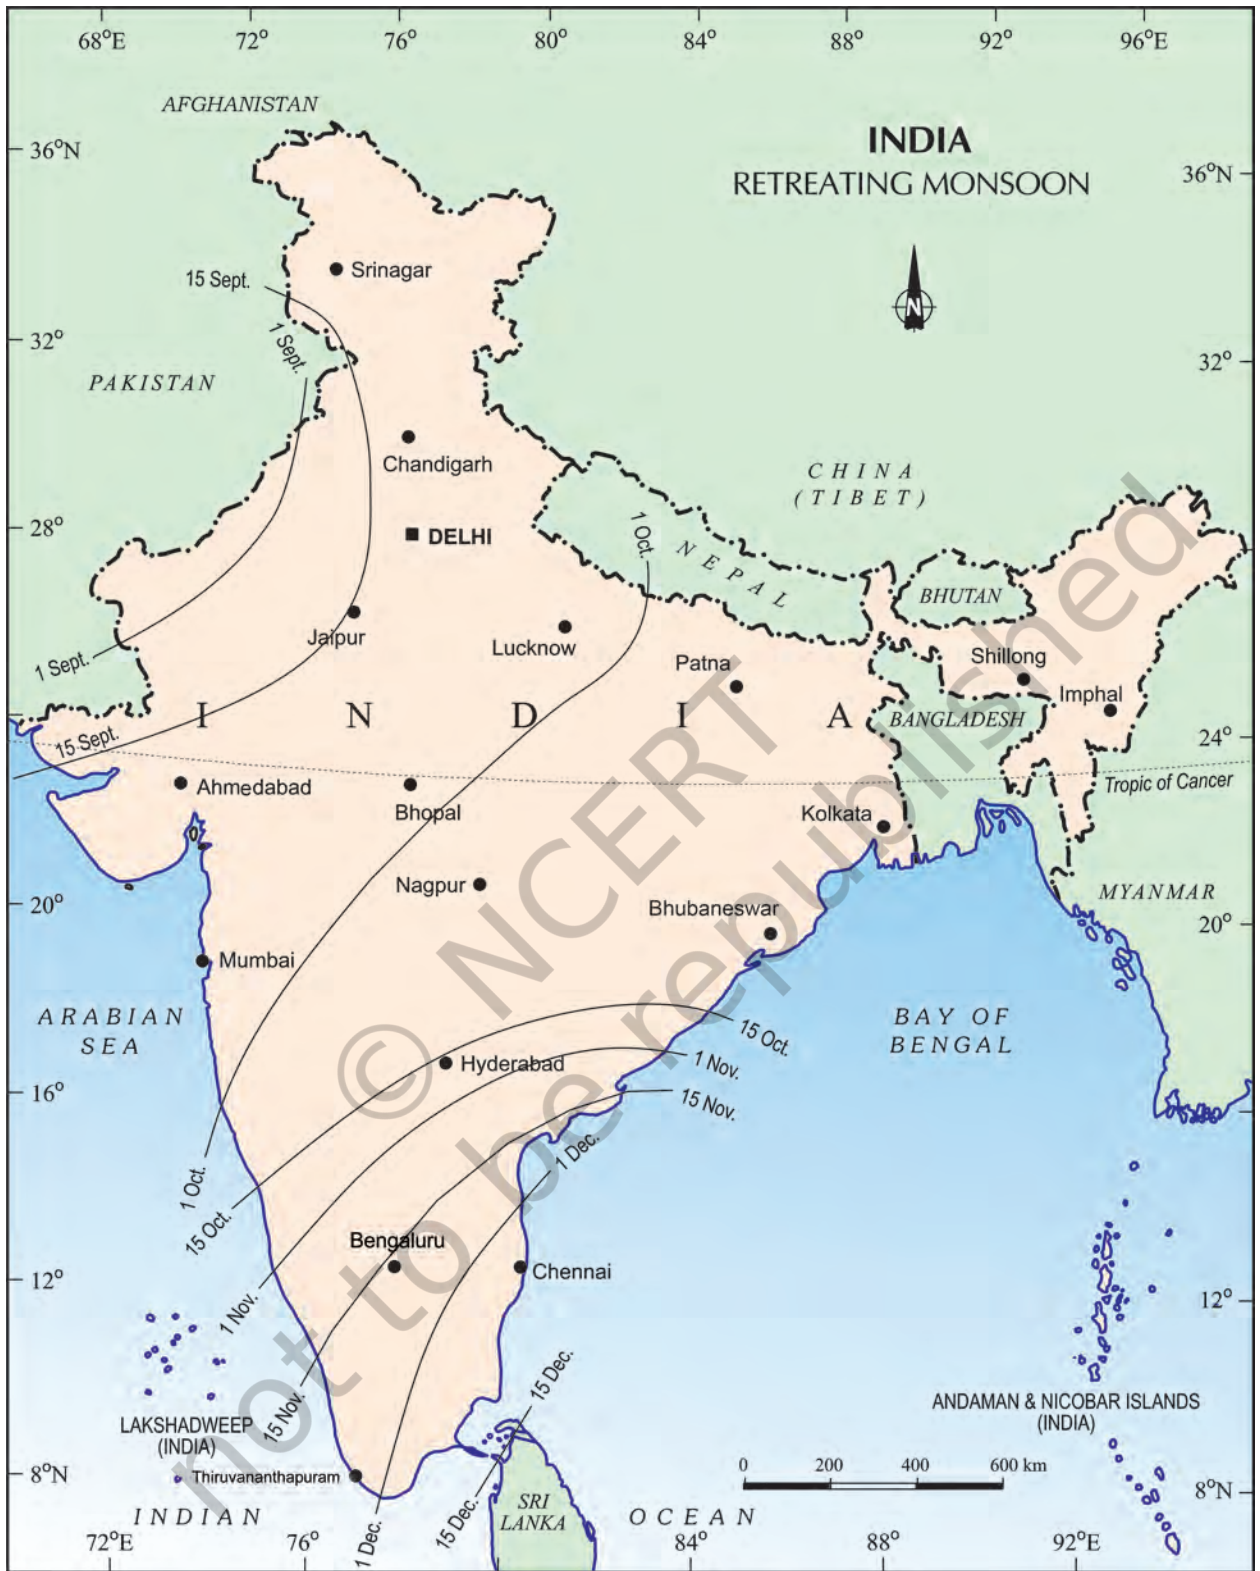 68°E 72° 76° 80° 84° 88° 92° 96°E
AFGHANISTAN
INDIA
RETREATING MONSOON
36°N
36°N
Srinagar
15 Sept.
N
1 Sept.
32°
32°
PAKISTAN
Chandigarh
CHINA
(TIBET)
28°
DELHI
1 Oct.
NEPAL
BHUTAN
Jaipur
Lucknow
1 Sept.
Patna
Shillong
Imphal
INDIA
BANGLADESH
15 Sept.
24°
Ahmedabad
Bhopal
Tropic of Cancer
Kolkata
Nagpur
MYANMAR
20°
Bhubaneswar
20°
Mumbai
ARABIAN
SEA
BAY OF
BENGAL
15 Oct.
Hyderabad
1 Nov.
16°
15 Nov.
1 Dec.
1 Oct.
15 Oct.
Bengaluru
Chennai
12°
12°
1 Nov.
15 Dec.
15 Nov.
LAKSHADWEEP
(INDIA)
ANDAMAN & NICOBAR ISLANDS
(INDIA)
8°N
Thiruvananthapuram
0 200 400 600 km
8°N
INDIAN OCEAN
SRI
LANKA
15 Dec.
1 Dec.
72°E 76° 84° 88° 92°E
© NCERT
not to be republished